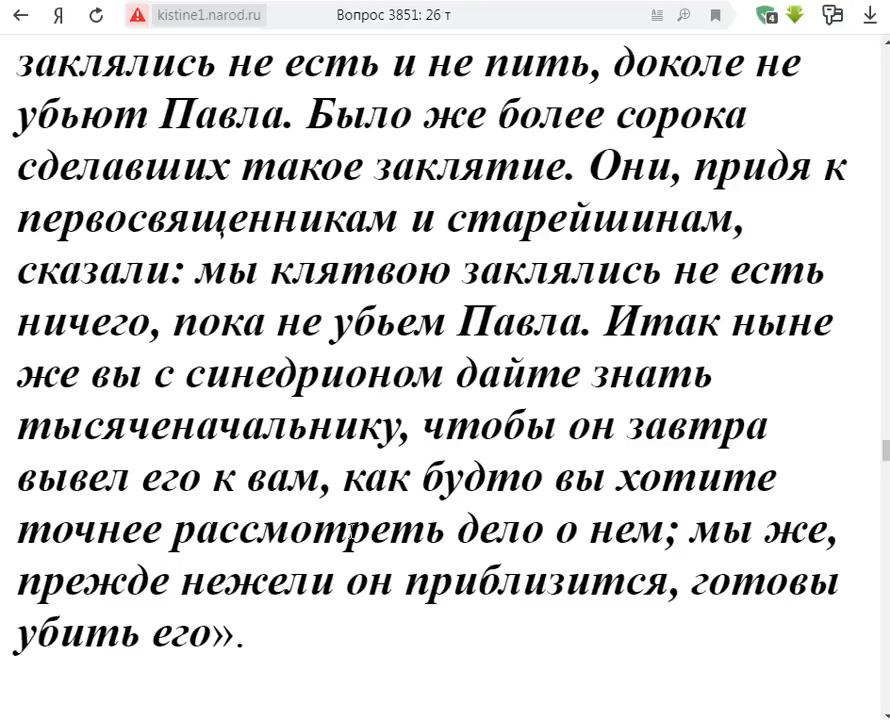 Я kistine1.narod.ru Вопрос 3851: 26 т 4
заклялись не есть и не пить, доколе не
убьют Павла. Было же более сорока
сделавших такое заклятие. Они, придя к
первосвященникам и старейшинам,
сказали: мы клятвою заклялись не есть
ничего, пока не убьем Павла. Итак ныне
же вы с синедрионом дайте знать
тысяченачальнику, чтобы он завтра
вывел его к вам, как будто вы хотите
точнее рассмотреть дело о нем; мы же,
прежде нежели он приблизится, готовы
убить его».